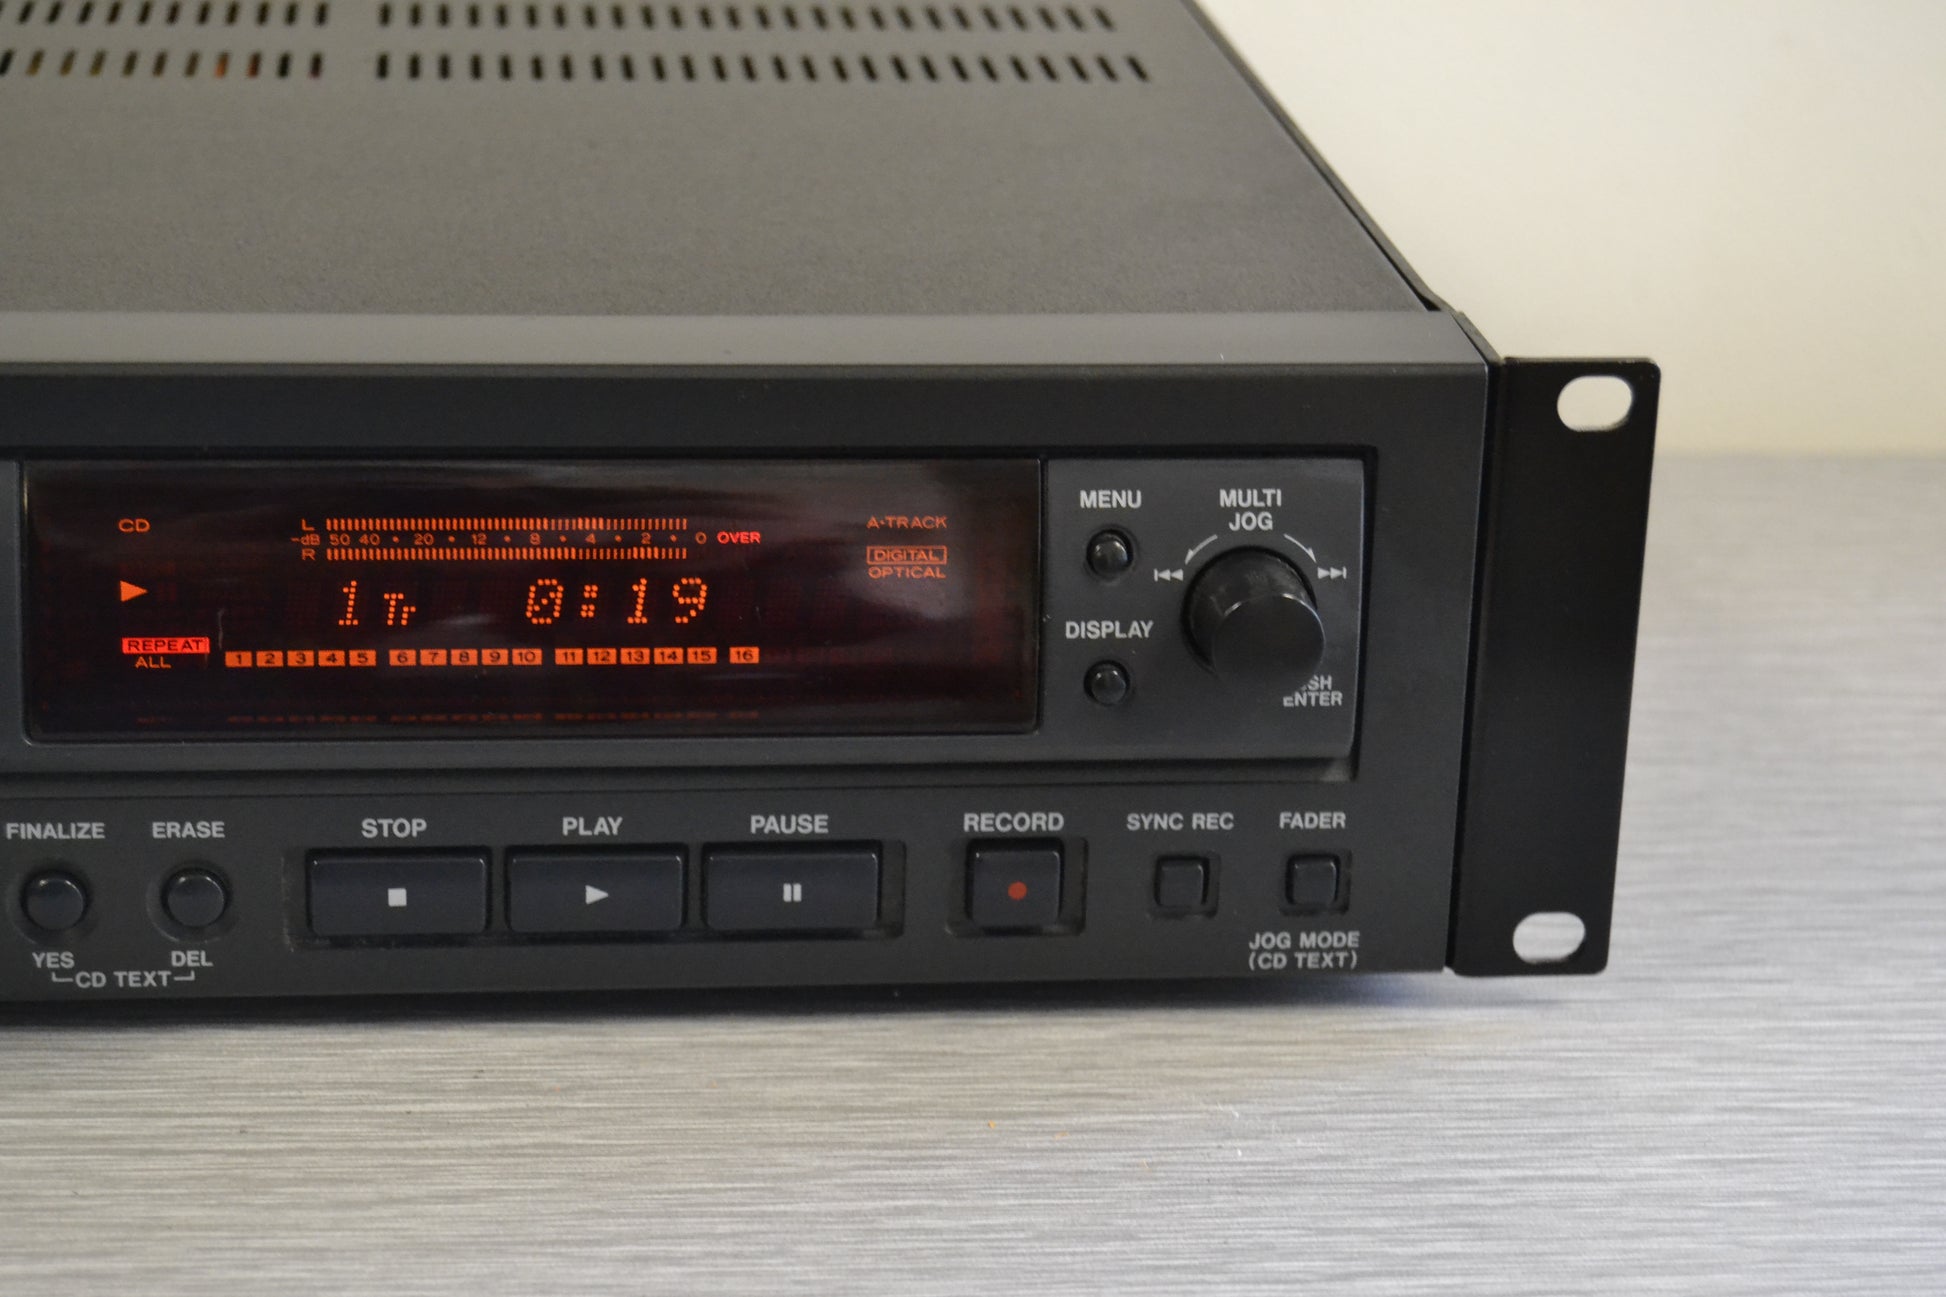 CD
L
-dB 50 40 • 20 • 12 • 8 • 4 • 2 • 0 OVER
R
A-TRACK
DIGITAL
OPTICAL
1 Tr 0:19
REPEAT
ALL
1 2 3 4 5 6 7 8 9 10 11 12 13 14 15 16
MENU
MULTI
JOG
DISPLAY
ENTER
FINALIZE
ERASE
STOP
PLAY
PAUSE
RECORD
SYNC REC
FADER
YES
DEL
CD TEXT
JOG MODE
(CD TEXT)